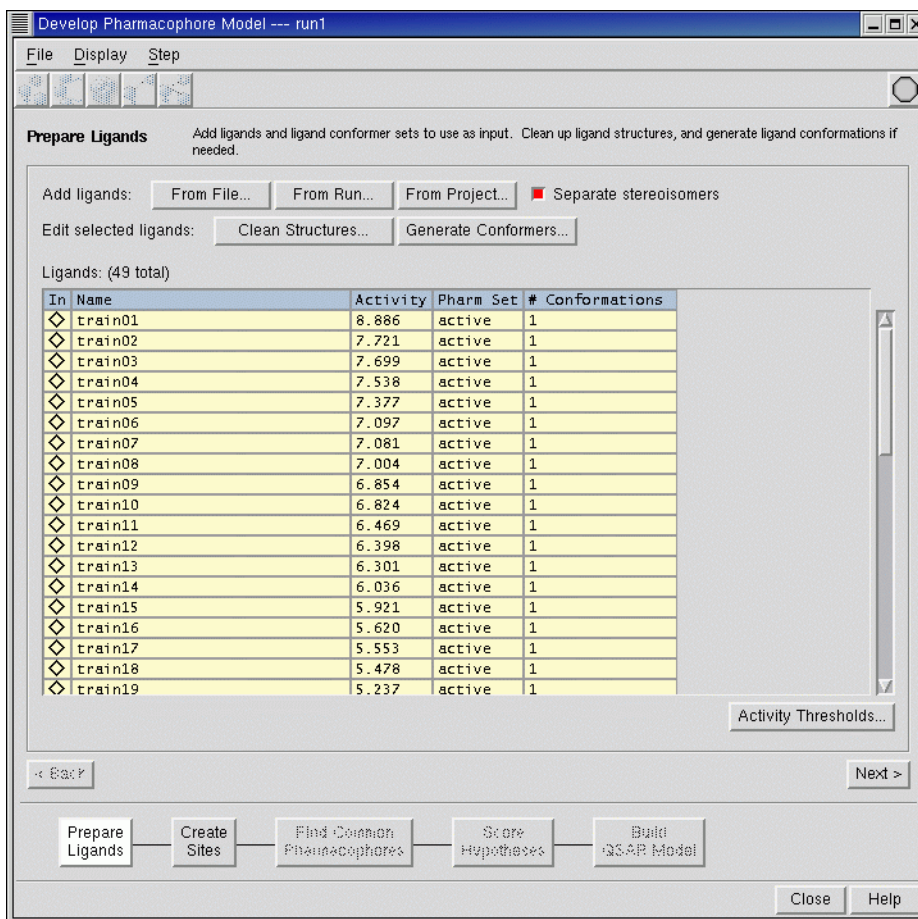 Develop Pharmacophore Model --- run1
File Display Step
Prepare Ligands
Add ligands and ligand conformer sets to use as input. Clean up ligand structures, and generate ligand conformations if
needed.
Add ligands: From File... From Run... From Project... Separate stereoisomers
Edit selected ligands: Clean Structures... Generate Conformers...
Ligands: (49 total)
In Name Activity Pharm Set # Conformations
train01 8.886 active 1
train02 7.721 active 1
train03 7.699 active 1
train04 7.538 active 1
train05 7.377 active 1
train06 7.097 active 1
train07 7.081 active 1
train08 7.004 active 1
train09 6.854 active 1
train10 6.824 active 1
train11 6.469 active 1
train12 6.398 active 1
train13 6.301 active 1
train14 6.036 active 1
train15 5.921 active 1
train16 5.620 active 1
train17 5.553 active 1
train18 5.478 active 1
train19 5.237 active 1
Activity Thresholds...
< Back Next >
Prepare
Ligands
Create
Sites
Find Common
Pharmacophores
Score
Hypotheses
Build
QSAR Model
Close Help